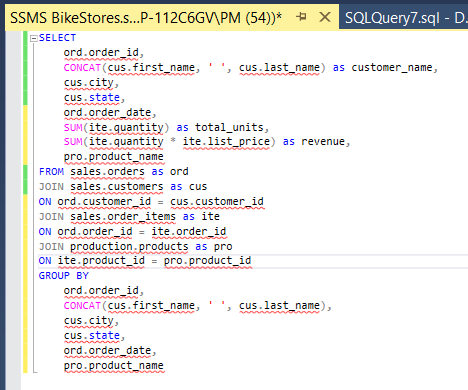 SSMS BikeStores.s...P-112C6GV\PM (54))*
SQLQuery7.sql - D.
SELECT
ord.order_id,
CONCAT(cus.first_name, ' ', cus.last_name) as customer_name,
cus.city,
cus.state,
ord.order_date,
SUM(ite.quantity) as total_units,
SUM(ite.quantity * ite.list_price) as revenue,
pro.product_name
FROM sales.orders as ord
JOIN sales.customers as cus
ON ord.customer_id = cus.customer_id
JOIN sales.order_items as ite
ON ord.order_id = ite.order_id
JOIN production.products as pro
ON ite.product_id = pro.product_id
GROUP BY
ord.order_id,
CONCAT(cus.first_name, ' ', cus.last_name),
cus.city,
cus.state,
ord.order_date,
pro.product_name